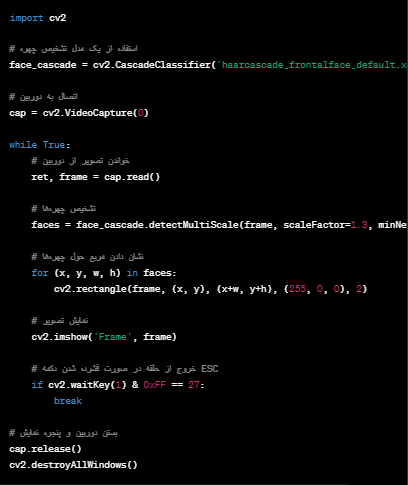 import cv2
# استفاده از یک مدل تشخیص چهره
face_cascade = cv2.CascadeClassifier('haarcascade_frontalface_default.x
# اتصال به دوربین
cap = cv2.VideoCapture(0)
while True:
# خواندن تصویر از دوربین
ret, frame = cap.read()
# تشخیص چهره‌ها
faces = face_cascade.detectMultiScale(frame, scaleFactor=1.3, minNe
# نشان دادن مربع حول چهره‌ها
for (x, y, w, h) in faces:
cv2.rectangle(frame, (x, y), (x+w, y+h), (255, 0, 0), 2)
# نمایش تصویر
cv2.imshow('Frame', frame)
# خروج از حلقه در صورت فشرده شدن دکمه ESC
if cv2.waitKey(1) & 0xFF == 27:
break
# بستن دوربین و پنجره نمایش
cap.release()
cv2.destroyAllWindows()